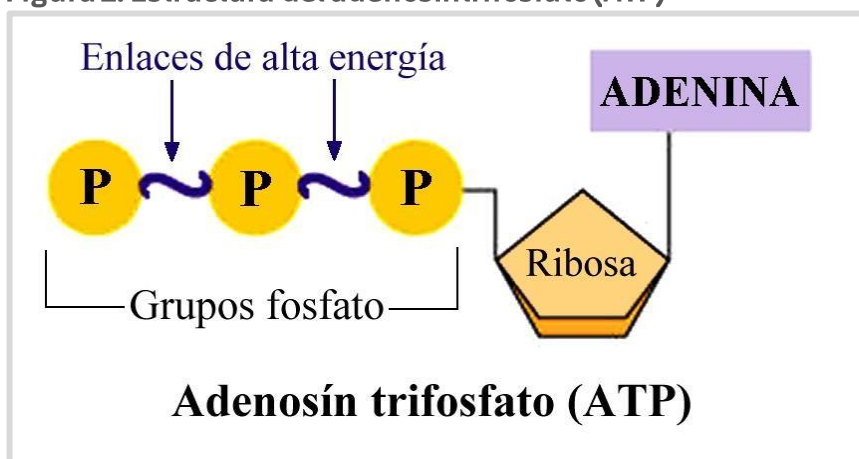 Enlaces de alta energía
ADENINA
P P P
Ribosa
Grupos fosfato
Adenosín trifosfato (ATP)